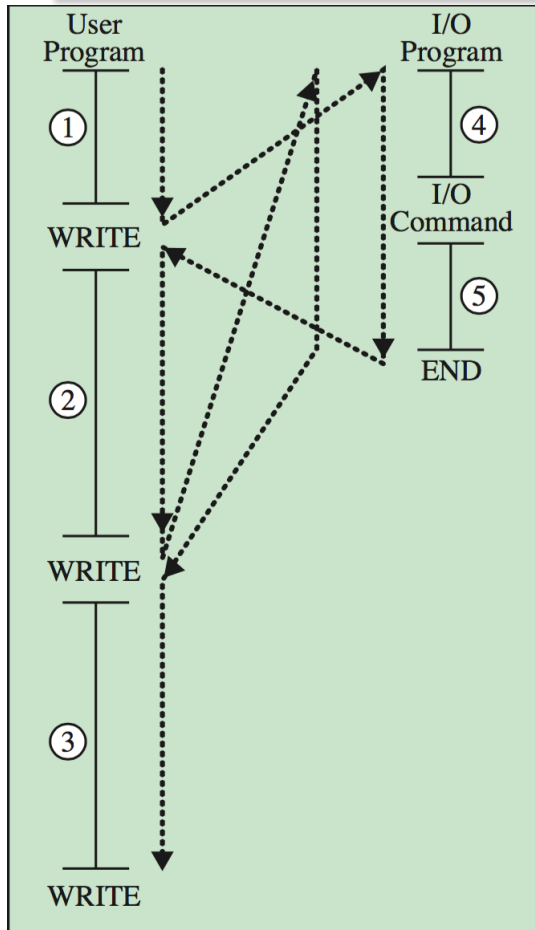 User
Program
1
WRITE
2
WRITE
3
WRITE
I/O
Program
4
I/O
Command
5
END